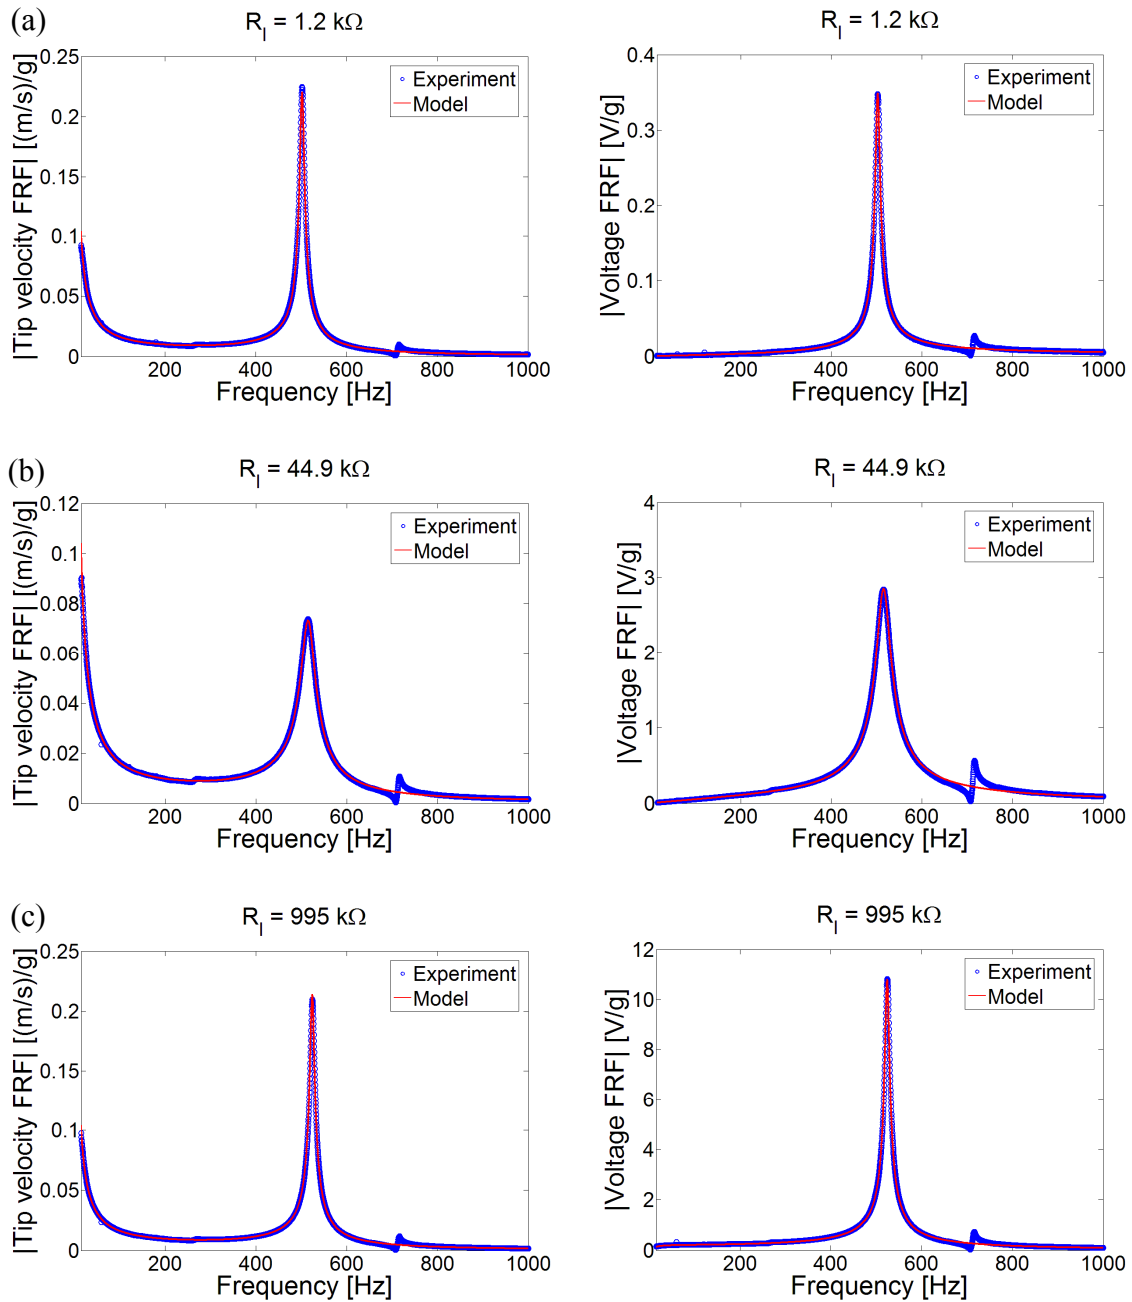 (a)
R_l = 1.2 kΩ
|Tip velocity FRF| [(m/s)/g]
0.25
0.2
0.15
0.1
0.05
0
200
400
600
800
1000
Frequency [Hz]
Experiment
Model
R_l = 1.2 kΩ
|Voltage FRF| [V/g]
0.4
0.3
0.2
0.1
0
200
400
600
800
1000
Frequency [Hz]
Experiment
Model
(b)
R_l = 44.9 kΩ
|Tip velocity FRF| [(m/s)/g]
0.12
0.1
0.08
0.06
0.04
0.02
0
200
400
600
800
1000
Frequency [Hz]
Experiment
Model
R_l = 44.9 kΩ
|Voltage FRF| [V/g]
4
3
2
1
0
200
400
600
800
1000
Frequency [Hz]
Experiment
Model
(c)
R_l = 995 kΩ
|Tip velocity FRF| [(m/s)/g]
0.25
0.2
0.15
0.1
0.05
0
200
400
600
800
1000
Frequency [Hz]
Experiment
Model
R_l = 995 kΩ
|Voltage FRF| [V/g]
12
10
8
6
4
2
0
200
400
600
800
1000
Frequency [Hz]
Experiment
Model